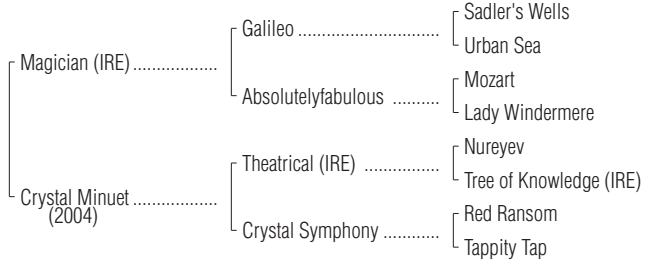 Sadler's Wells
Galileo ..............................
Urban Sea
Magician (IRE) ..................
Mozart
Absolutelyfabulous ..........
Lady Windermere
Nureyev
Theatrical (IRE) ................
Tree of Knowledge (IRE)
Crystal Minuet ..................
(2004)
Red Ransom
Crystal Symphony ............
Tappity Tap